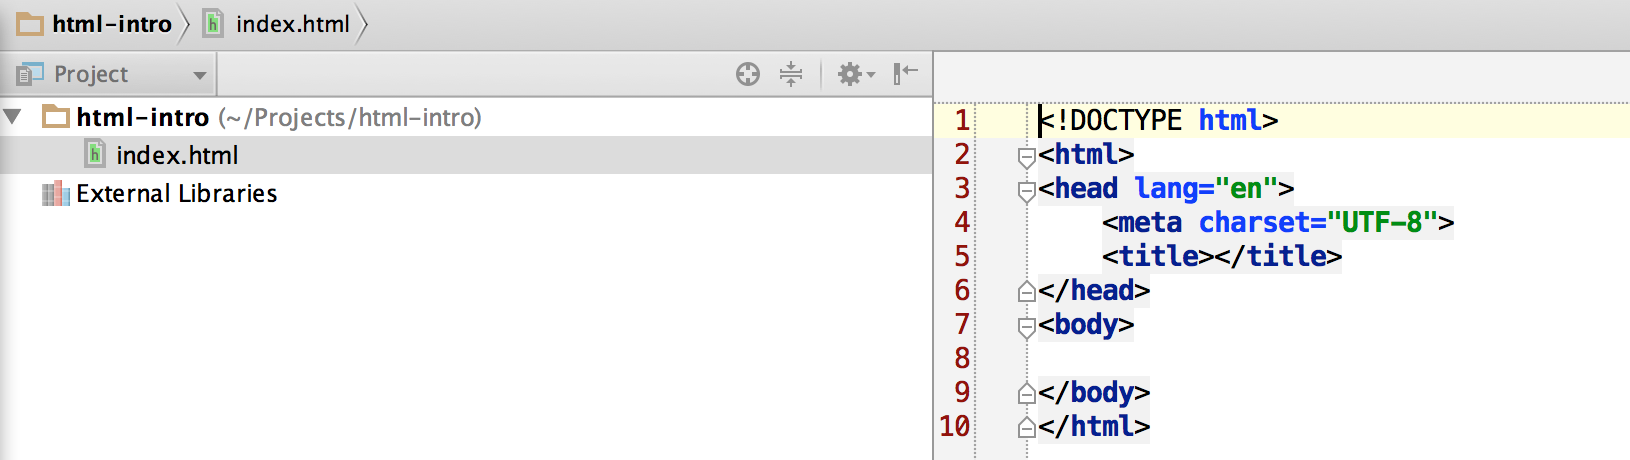 html-intro index.html
Project
html-intro (~/Projects/html-intro)
index.html
External Libraries
1 <!DOCTYPE html>
2 <html>
3 <head lang="en">
4     <meta charset="UTF-8">
5     <title></title>
6 </head>
7 <body>
8
9 </body>
10 </html>